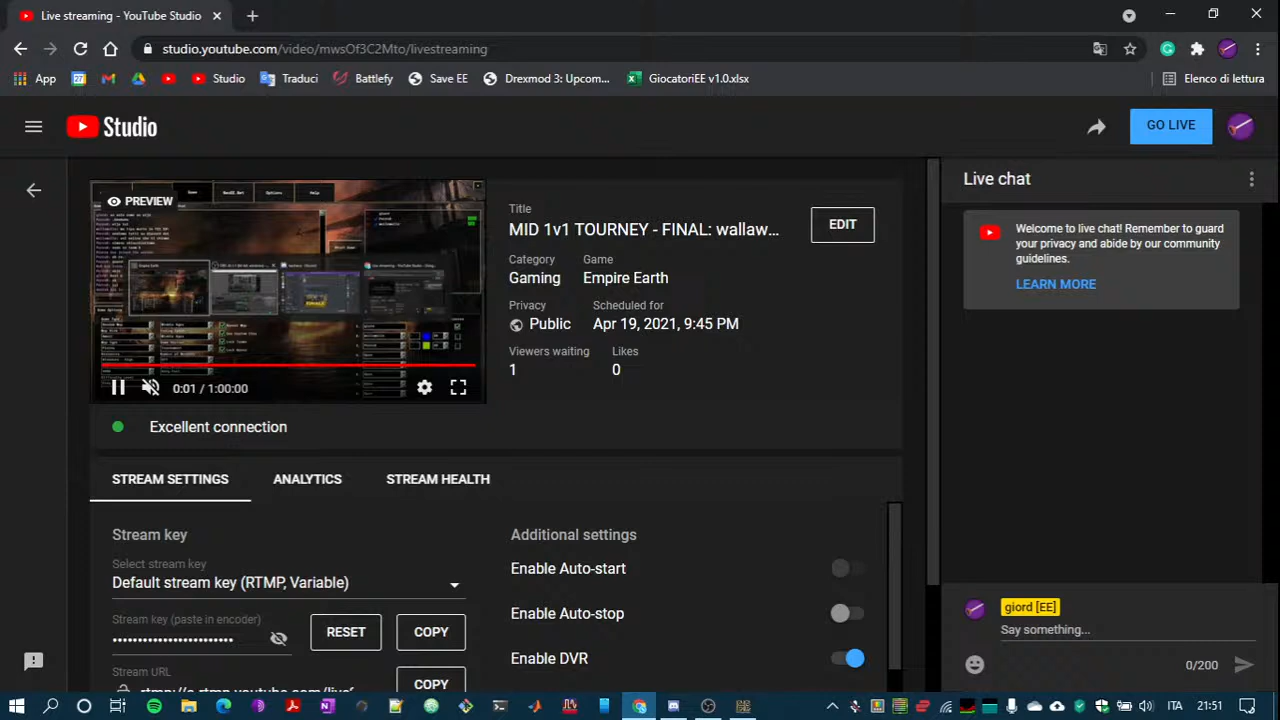 Live streaming - YouTube Studio
studio.youtube.com/video/mwsOf3C2Mto/livestreaming
App
Studio
Traduci
Battlefy
Save EE
Drexmod 3: Upcom...
GiocatoriEE v1.0.xlsx
Elenco di lettura
Studio
GO LIVE
PREVIEW
0:01 / 1:00:00
Title
MID 1v1 TOURNEY - FINAL: wallaw...
EDIT
Category
Game
Gaming
Empire Earth
Privacy
Scheduled for
Public
Apr 19, 2021, 9:45 PM
Viewers waiting
Likes
1
0
Excellent connection
STREAM SETTINGS
ANALYTICS
STREAM HEALTH
Stream key
Select stream key
Default stream key (RTMP, Variable)
Stream key (paste in encoder)
RESET
COPY
Stream URL
COPY
Additional settings
Enable Auto-start
Enable Auto-stop
Enable DVR
Live chat
Welcome to live chat! Remember to guard
your privacy and abide by our community
guidelines.
LEARN MORE
giord [EE]
Say something...
0/200
ITA
21:51